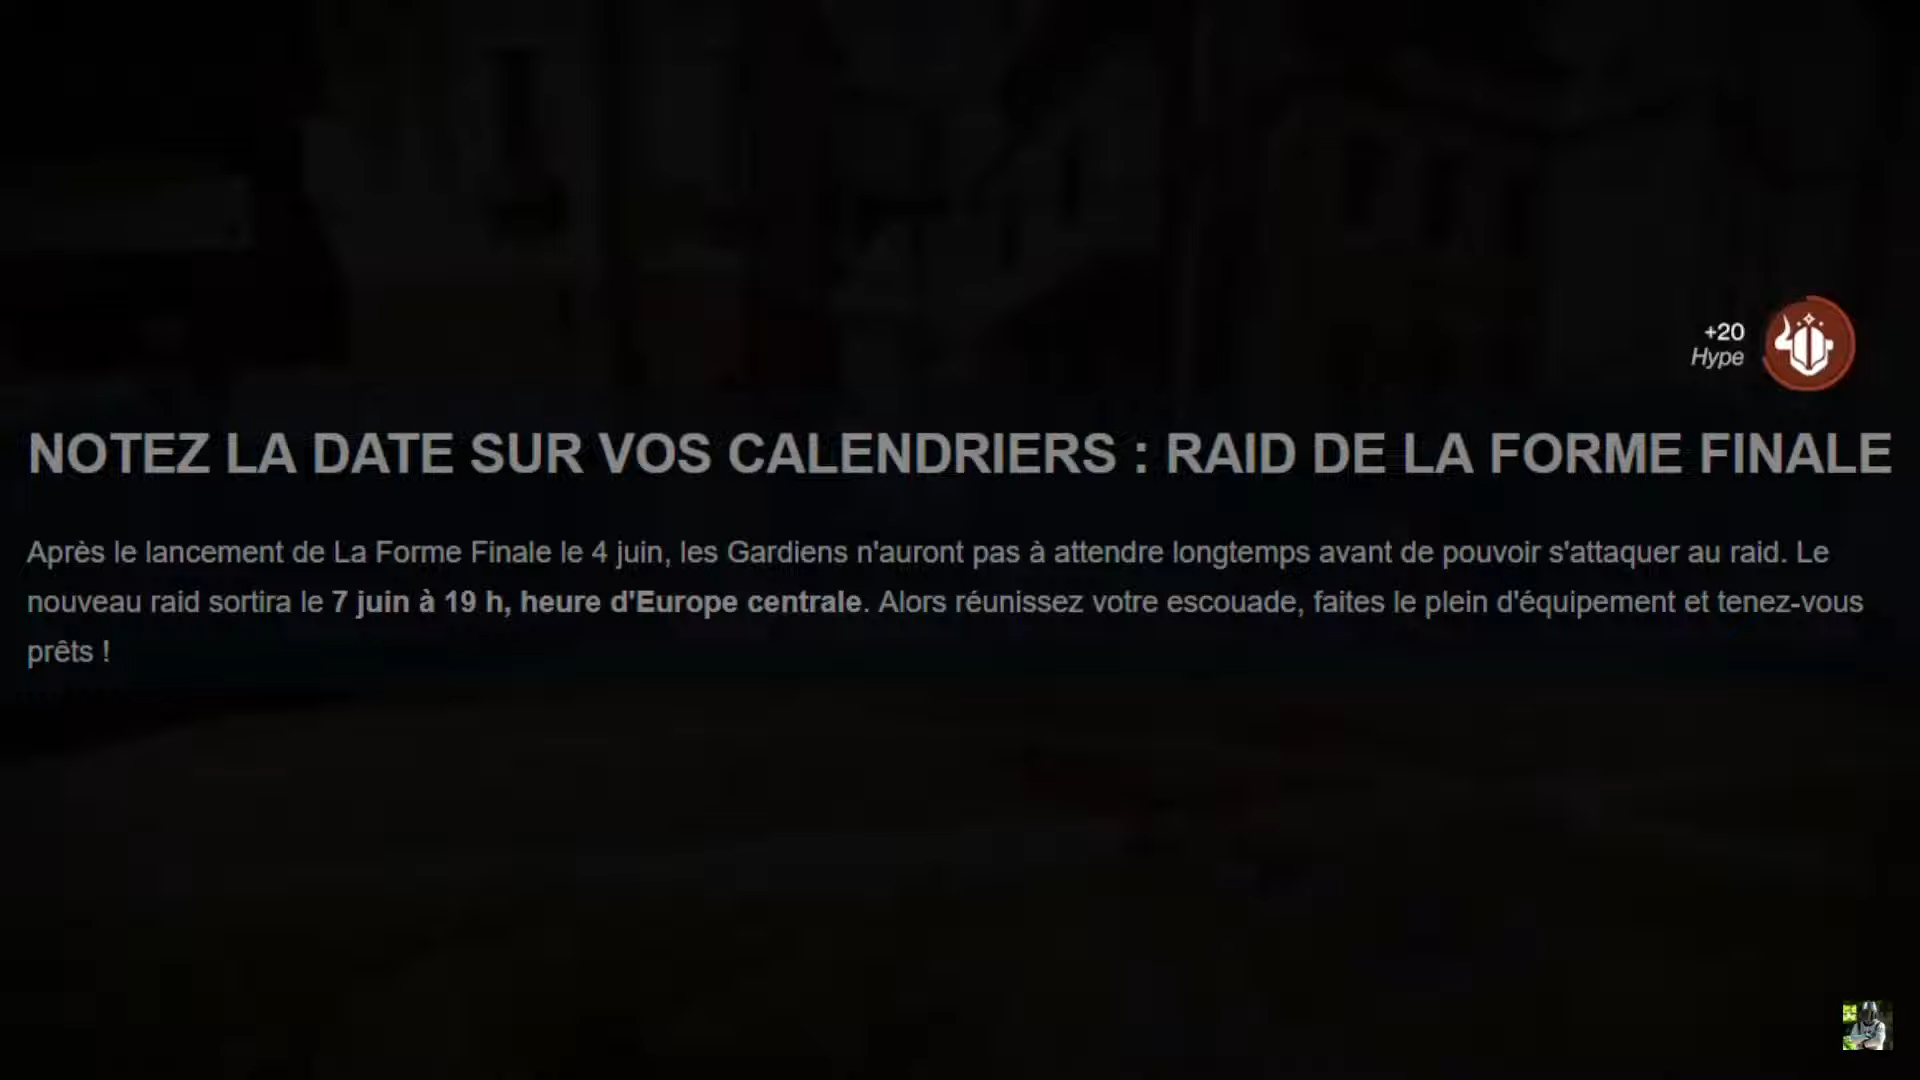 +20
Hype
NOTEZ LA DATE SUR VOS CALENDRIERS : RAID DE LA FORME FINALE
Après le lancement de La Forme Finale le 4 juin, les Gardiens n'auront pas à attendre longtemps avant de pouvoir s'attaquer au raid. Le
nouveau raid sortira le 7 juin à 19 h, heure d'Europe centrale. Alors réunissez votre escouade, faites le plein d'équipement et tenez-vous
prêts !